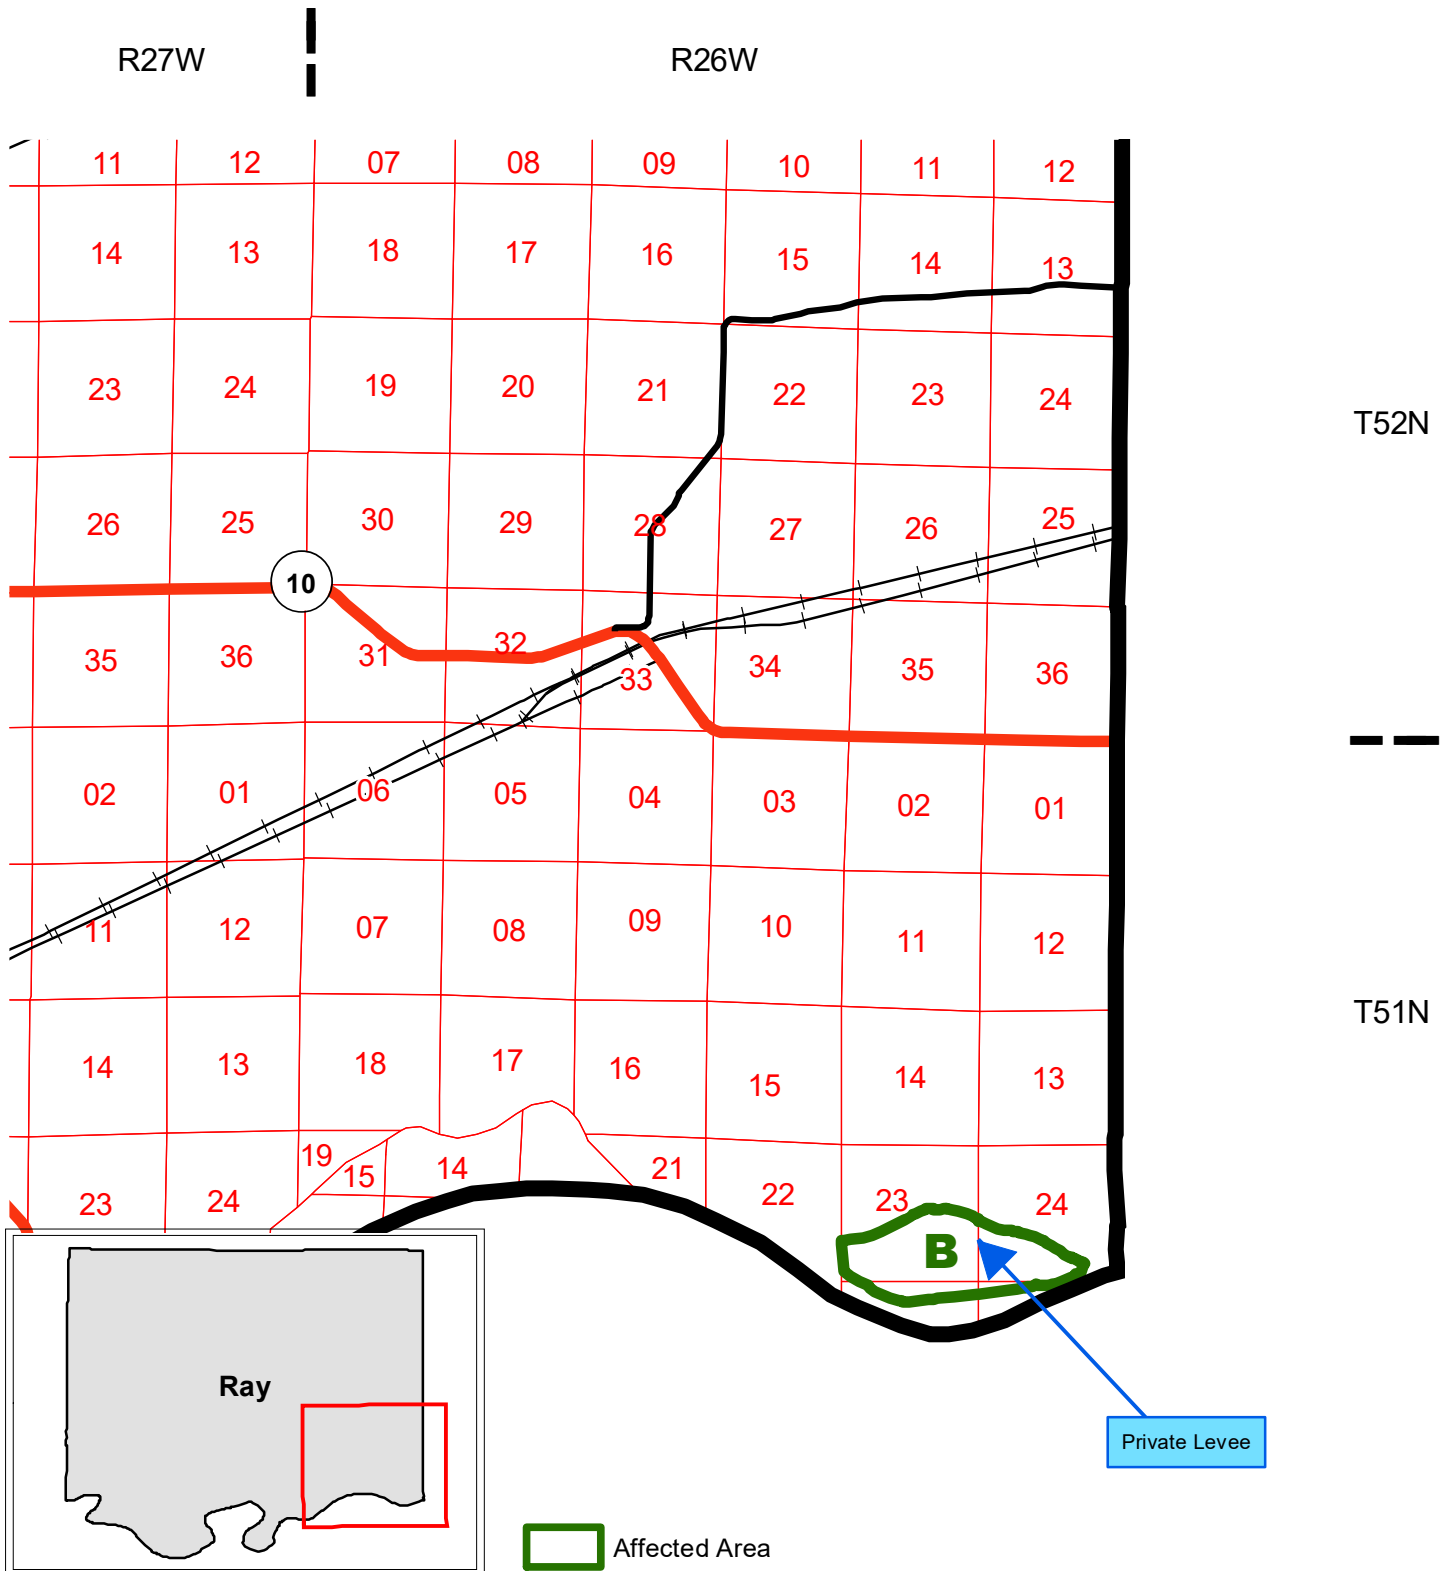 R27W R26W
11 12 07 08 09 10 11 12
14 13 18 17 16 15 14 13
23 24 19 20 21 22 23 24
T52N
26 25 30 29 28 27 26 25
10
35 36 31 32 33 34 35 36
02 01 06 05 04 03 02 01
11 12 07 08 09 10 11 12
T51N
14 13 18 17 16 15 14 13
23 24 19 15 14 21 22 23 24
B
Ray
Private Levee
Affected Area